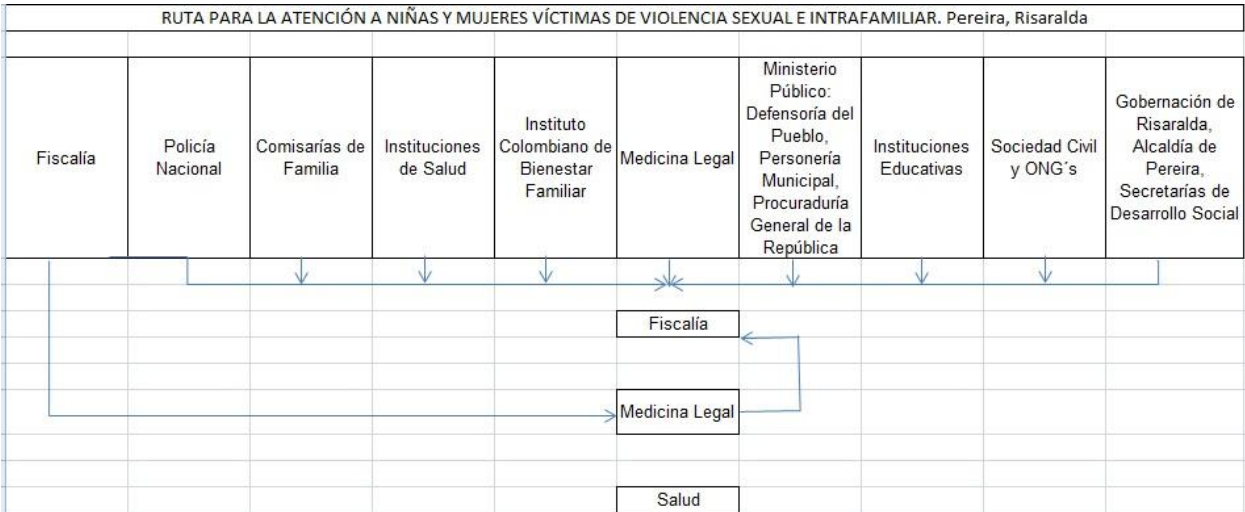 RUTA PARA LA ATENCIÓN A NIÑAS Y MUJERES VÍCTIMAS DE VIOLENCIA SEXUAL E INTRAFAMILIAR. Pereira, Risaralda
Fiscalía
Policía
Nacional
Comisarías de
Familia
Instituciones
de Salud
Instituto
Colombiano de
Bienestar
Familiar
Medicina Legal
Ministerio
Público:
Defensoría del
Pueblo,
Personería
Municipal,
Procuraduría
General de la
República
Instituciones
Educativas
Sociedad Civil
y ONG´s
Gobernación de
Risaralda,
Alcaldía de
Pereira,
Secretarías de
Desarrollo Social
Fiscalía
Medicina Legal
Salud